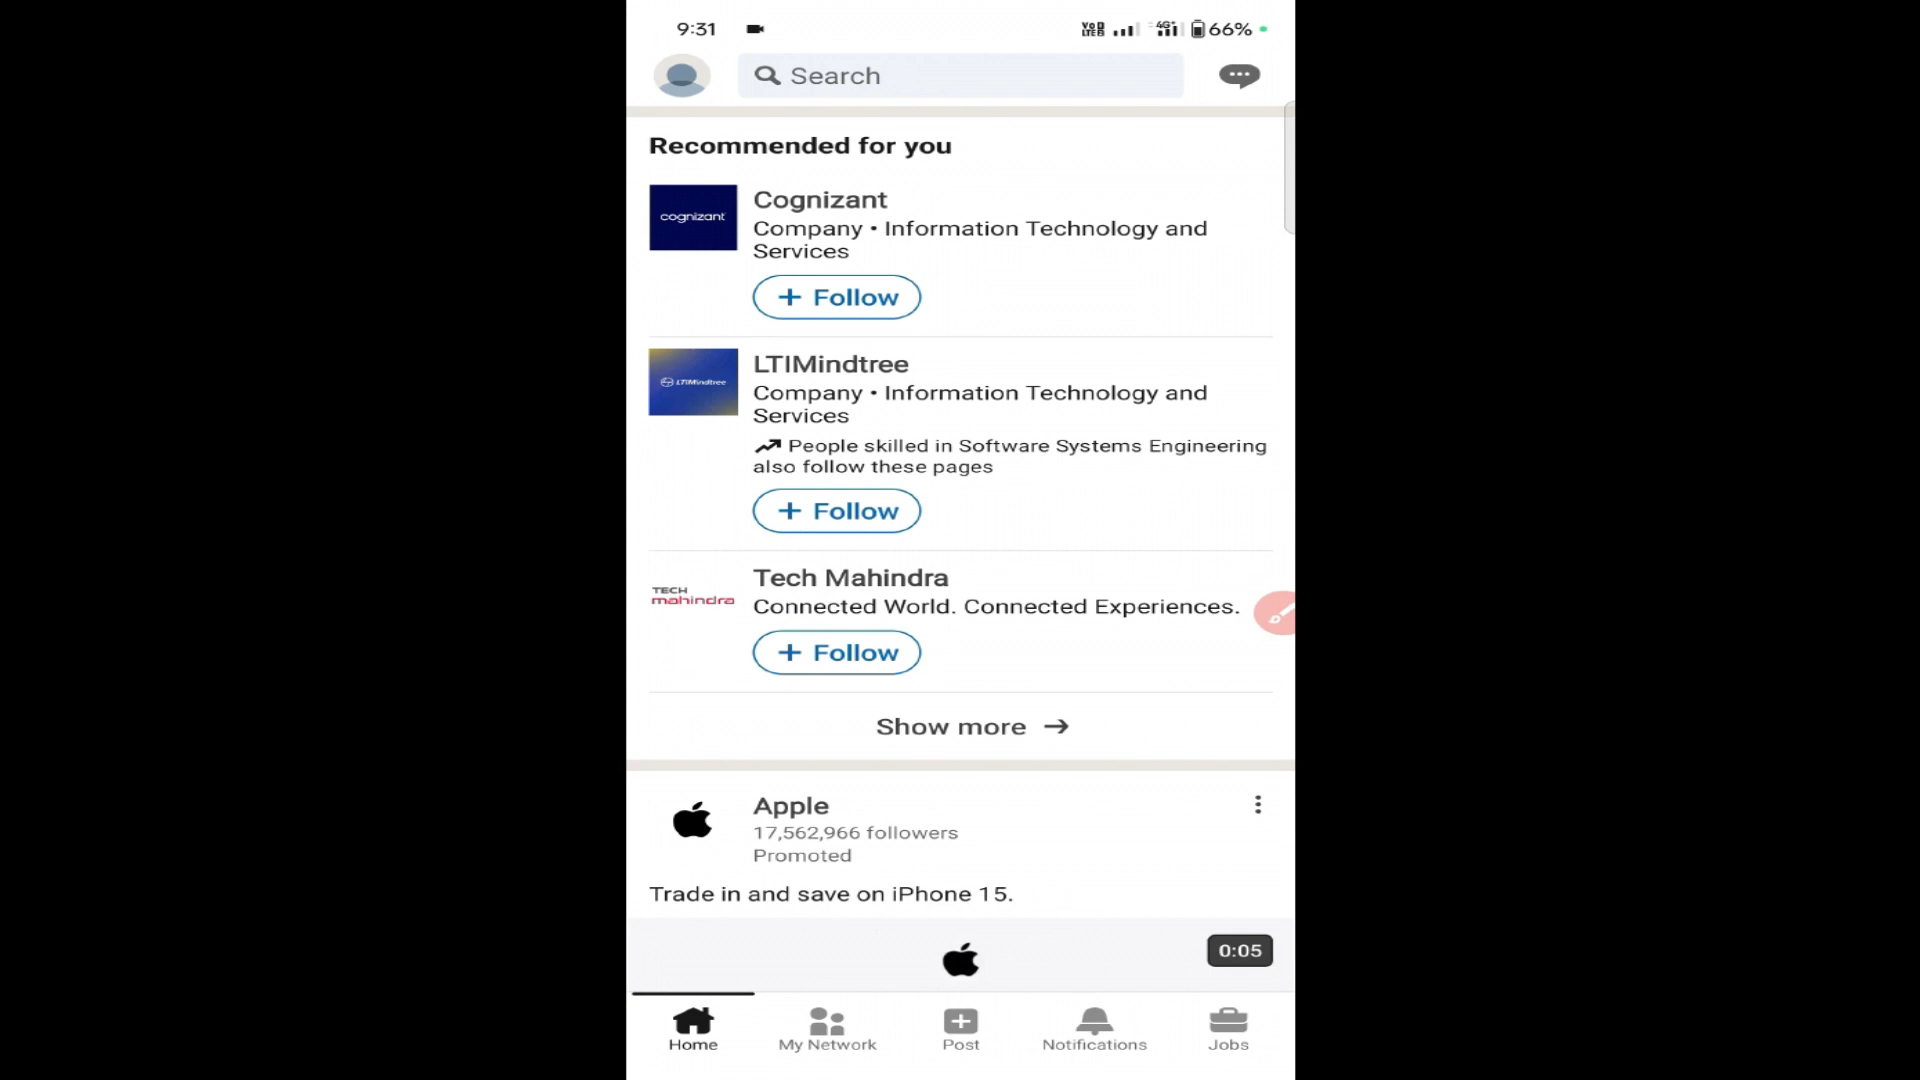 9:31
VoD LTE2 4G+ 66%
Search
Recommended for you
cognizant
Cognizant
Company • Information Technology and
Services
+ Follow
LTIMindtree
LTIMindtree
Company • Information Technology and
Services
People skilled in Software Systems Engineering
also follow these pages
+ Follow
TECH
mahindra
Tech Mahindra
Connected World. Connected Experiences.
+ Follow
Show more →
Apple
17,562,966 followers
Promoted
Trade in and save on iPhone 15.
0:05
Home My Network Post Notifications Jobs